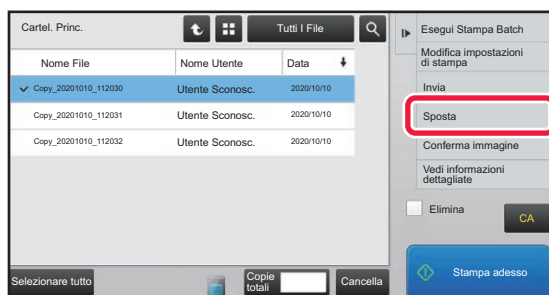 Cartel. Princ.
Tutti I File
Nome File
Nome Utente
Data
Copy_20201010_112030
Utente Sconosc.
2020/10/10
Copy_20201010_112031
Utente Sconosc.
2020/10/10
Copy_20201010_112032
Utente Sconosc.
2020/10/10
Selezionare tutto
Copie
totali
Cancella
Esegui Stampa Batch
Modifica impostazioni
di stampa
Invia
Sposta
Conferma immagine
Vedi informazioni
dettagliate
Elimina
CA
Stampa adesso